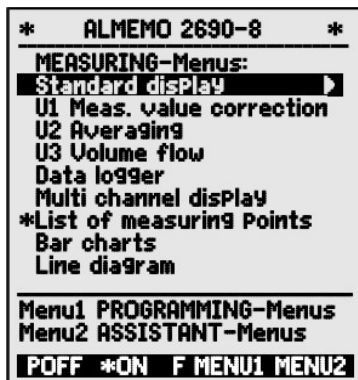 * ALMEMO 2690-8 *
MEASURING-Menus:
Standard display ▶
U1 Meas. value correction
U2 Averaging
U3 Volume flow
Data logger
Multi channel display
*List of measuring Points
Bar charts
Line diagram
Menu1 PROGRAMMING-Menus
Menu2 ASSISTANT-Menus
POFF *ON F MENU1 MENU2